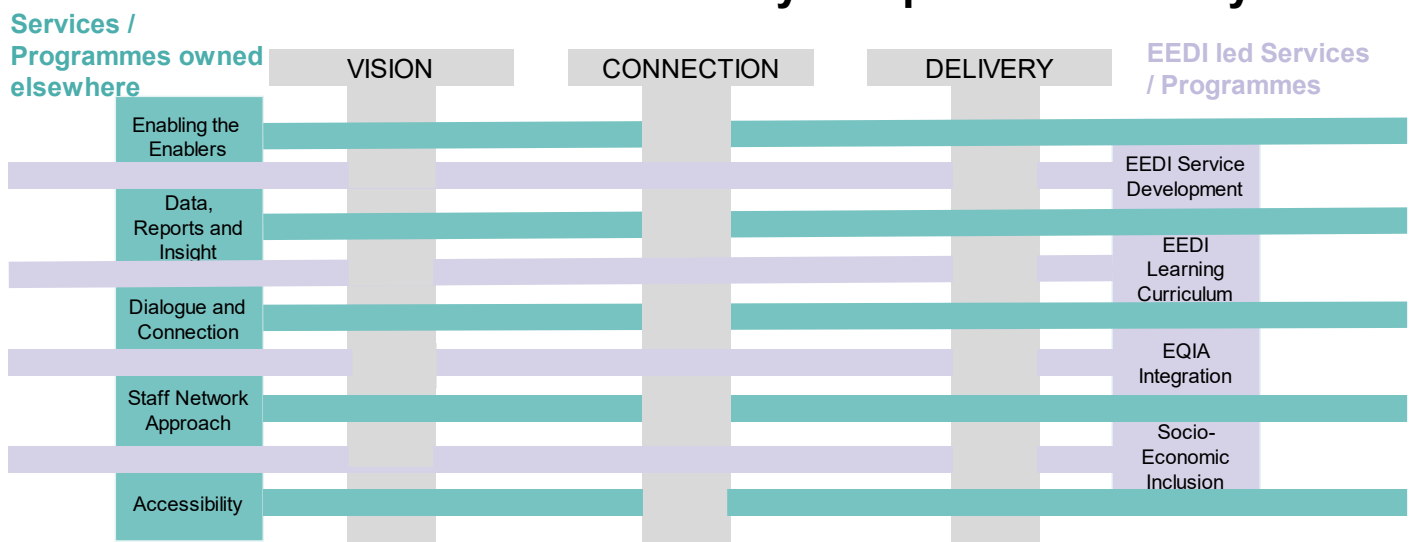 Services /
Programmes owned
elsewhere
VISION
CONNECTION
DELIVERY
EEDI led Services
/ Programmes
Enabling the
Enablers
EEDI Service
Development
Data,
Reports and
Insight
EEDI
Learning
Curriculum
Dialogue and
Connection
EQIA
Integration
Staff Network
Approach
Socio-
Economic
Inclusion
Accessibility